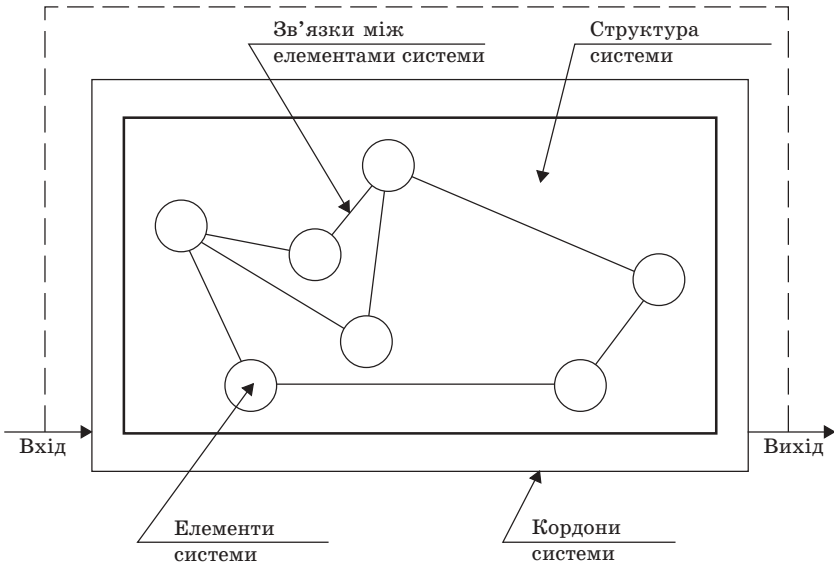 Зв’язки між
елементами системи
Структура
системи
Вхід
Вихід
Елементи
системи
Кордони
системи